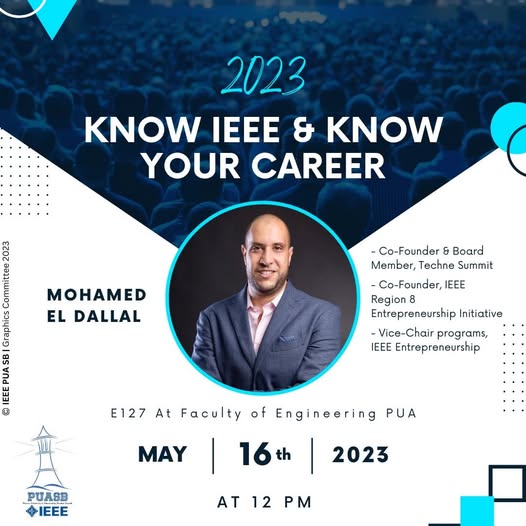 2023
KNOW IEEE & KNOW
YOUR CAREER
MOHAMED
EL DALLAL
- Co-Founder & Board
Member, Techne Summit
- Co-Founder, IEEE
Region 8
Entrepreneurship Initiative
- Vice-Chair programs,
IEEE Entrepreneurship
© IEEE PUA SB | Graphics Committee 2023
E127 At Faculty of Engineering PUA
MAY | 16th | 2023
AT 12 PM
PUASB
IEEE